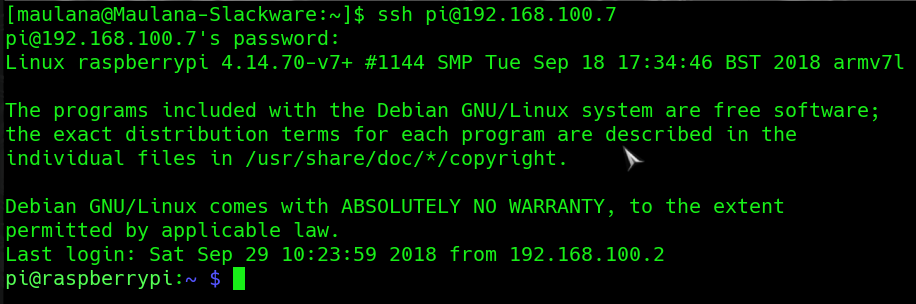 [maulana@Maulana-Slackware:~]$ ssh pi@192.168.100.7
pi@192.168.100.7's password:
Linux raspberrypi 4.14.70-v7+ #1144 SMP Tue Sep 18 17:34:46 BST 2018 armv7l
The programs included with the Debian GNU/Linux system are free software;
the exact distribution terms for each program are described in the
individual files in /usr/share/doc/*/copyright.
Debian GNU/Linux comes with ABSOLUTELY NO WARRANTY, to the extent
permitted by applicable law.
Last login: Sat Sep 29 10:23:59 2018 from 192.168.100.2
pi@raspberrypi:~ $